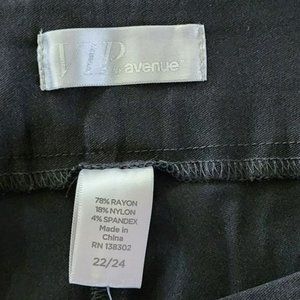 avenue
78% RAYON
18% NYLON
4% SPANDEX
Made in
China
RN 138302
22/24